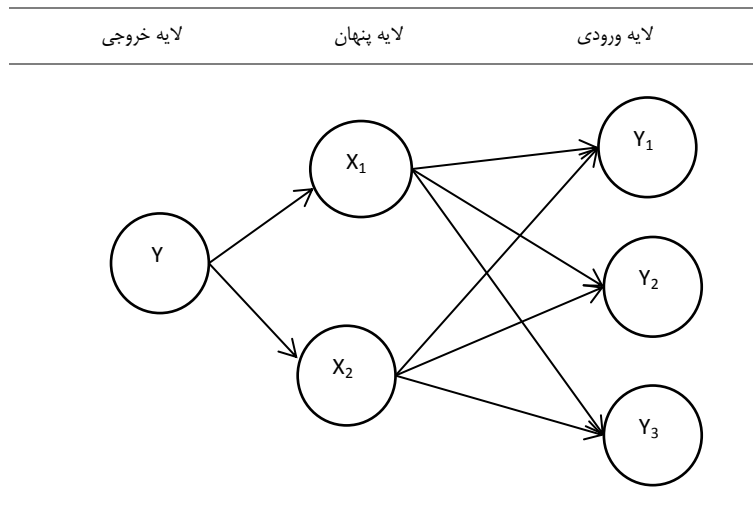 لایه ورودی لایه پنهان لایه خروجی
Y₁
X₁
Y
Y₂
X₂
Y₃